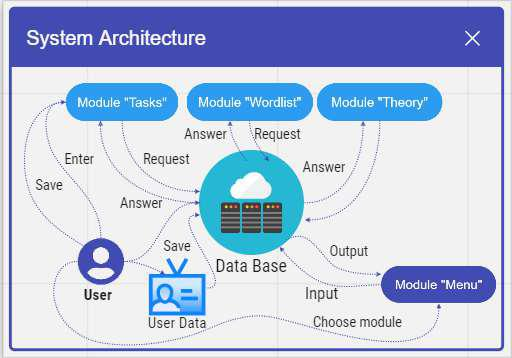 System Architecture
Module "Tasks"
Module "Wordlist"
Module "Theory"
Answer
Request
Enter
Request
Answer
Save
Answer
Save
Data Base
Output
User
User Data
Input
Module "Menu"
Choose module